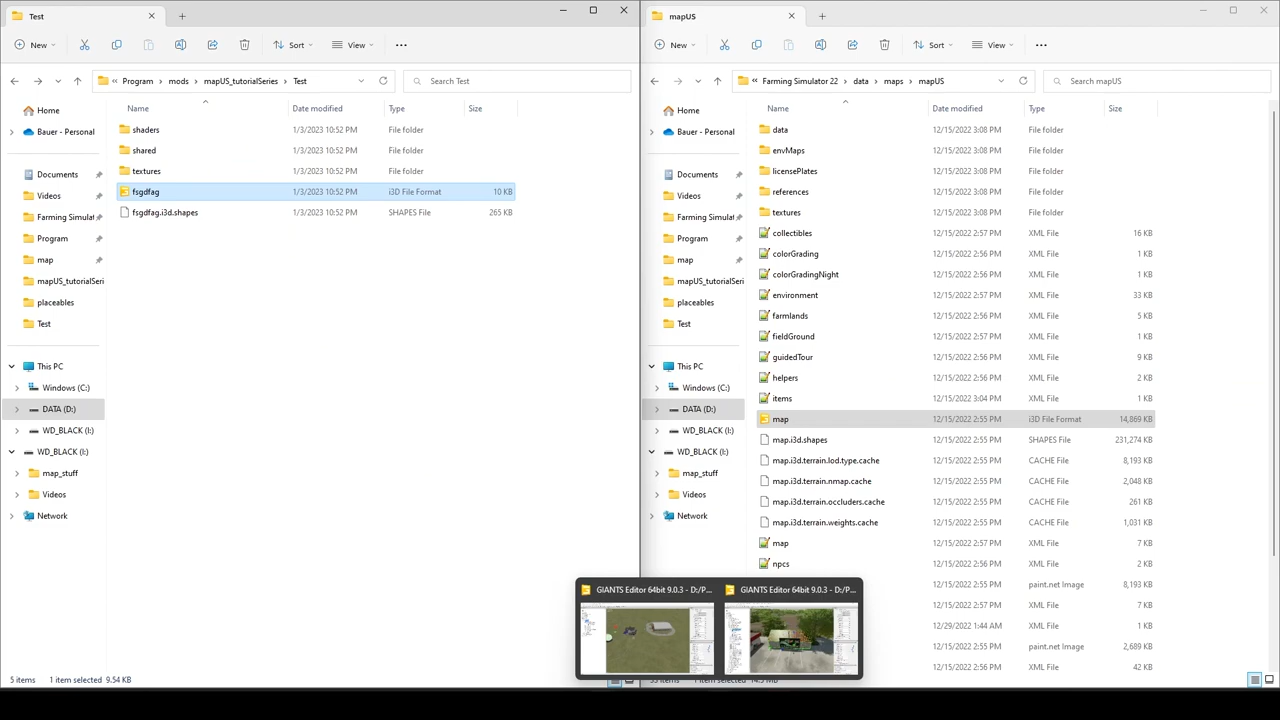 Test
New
Sort
View
Program > mods > mapUS_tutorialSeries > Test
Search Test
Name
Date modified
Type
Size
Home
Bauer - Personal
Documents
Videos
Farming Simulat
Program
map
mapUS_tutorialSeri
placeables
Test
This PC
Windows (C:)
DATA (D:)
WD_BLACK (I:)
WD_BLACK (I:)
map_stuff
Videos
Network
shaders 1/3/2023 10:52 PM File folder
shared 1/3/2023 10:52 PM File folder
textures 1/3/2023 10:52 PM File folder
fsgdfag 1/3/2023 10:52 PM i3D File Format 10 KB
fsgdfag.i3d.shapes 1/3/2023 10:52 PM SHAPES File 265 KB
5 items 1 item selected 9.54 KB
mapUS
New
Sort
View
Farming Simulator 22 > data > maps > mapUS
Search mapUS
Name
Date modified
Type
Size
Home
Bauer - Personal
Documents
Videos
Farming Simulat
Program
map
mapUS_tutorialSeri
placeables
Test
This PC
Windows (C:)
DATA (D:)
WD_BLACK (I:)
WD_BLACK (I:)
map_stuff
Videos
Network
data 12/15/2022 3:08 PM File folder
envMaps 12/15/2022 3:08 PM File folder
licensePlates 12/15/2022 3:08 PM File folder
references 12/15/2022 3:08 PM File folder
textures 12/15/2022 3:08 PM File folder
collectibles 12/15/2022 2:57 PM XML File 16 KB
colorGrading 12/15/2022 2:57 PM XML File 1 KB
colorGradingNight 12/15/2022 2:57 PM XML File 1 KB
environment 12/15/2022 2:57 PM XML File 33 KB
farmlands 12/15/2022 2:56 PM XML File 5 KB
fieldGround 12/15/2022 2:57 PM XML File 1 KB
guidedTour 12/15/2022 2:57 PM XML File 9 KB
helpers 12/15/2022 2:56 PM XML File 2 KB
items 12/15/2022 3:04 PM XML File 1 KB
map 12/15/2022 2:55 PM i3D File Format 14,869 KB
map.i3d.shapes 12/15/2022 2:55 PM SHAPES File 231,274 KB
map.i3d.terrain.lod.type.cache 12/15/2022 2:55 PM CACHE File 8,193 KB
map.i3d.terrain.nmap.cache 12/15/2022 2:55 PM CACHE File 2,048 KB
map.i3d.terrain.occluders.cache 12/15/2022 2:55 PM CACHE File 261 KB
map.i3d.terrain.weights.cache 12/15/2022 2:55 PM CACHE File 1,031 KB
map 12/15/2022 2:57 PM XML File 7 KB
npcs 12/15/2022 2:56 PM XML File 2 KB
12/15/2022 2:56 PM paint.net Image 8,193 KB
12/15/2022 2:57 PM XML File 7 KB
12/29/2022 1:44 AM XML File 1 KB
12/15/2022 2:56 PM paint.net Image 2,689 KB
12/15/2022 2:56 PM XML File 42 KB
GIANTS Editor 64bit 9.0.3 - D:/P...
GIANTS Editor 64bit 9.0.3 - D:/P...